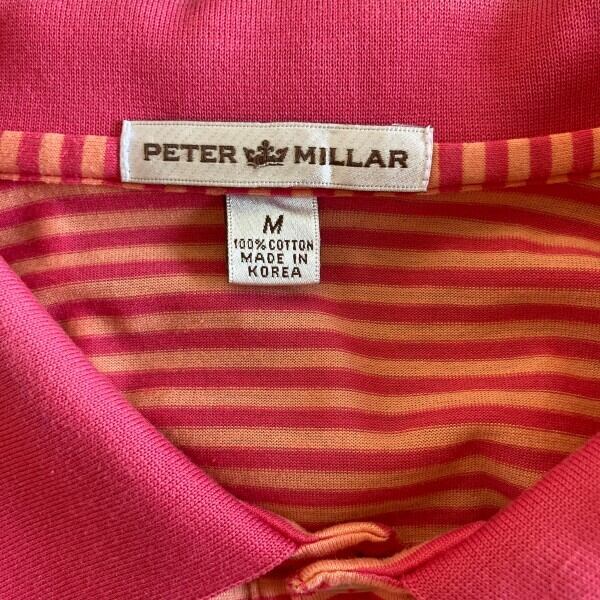 PETER MILLAR
M
100% COTTON
MADE IN
KOREA